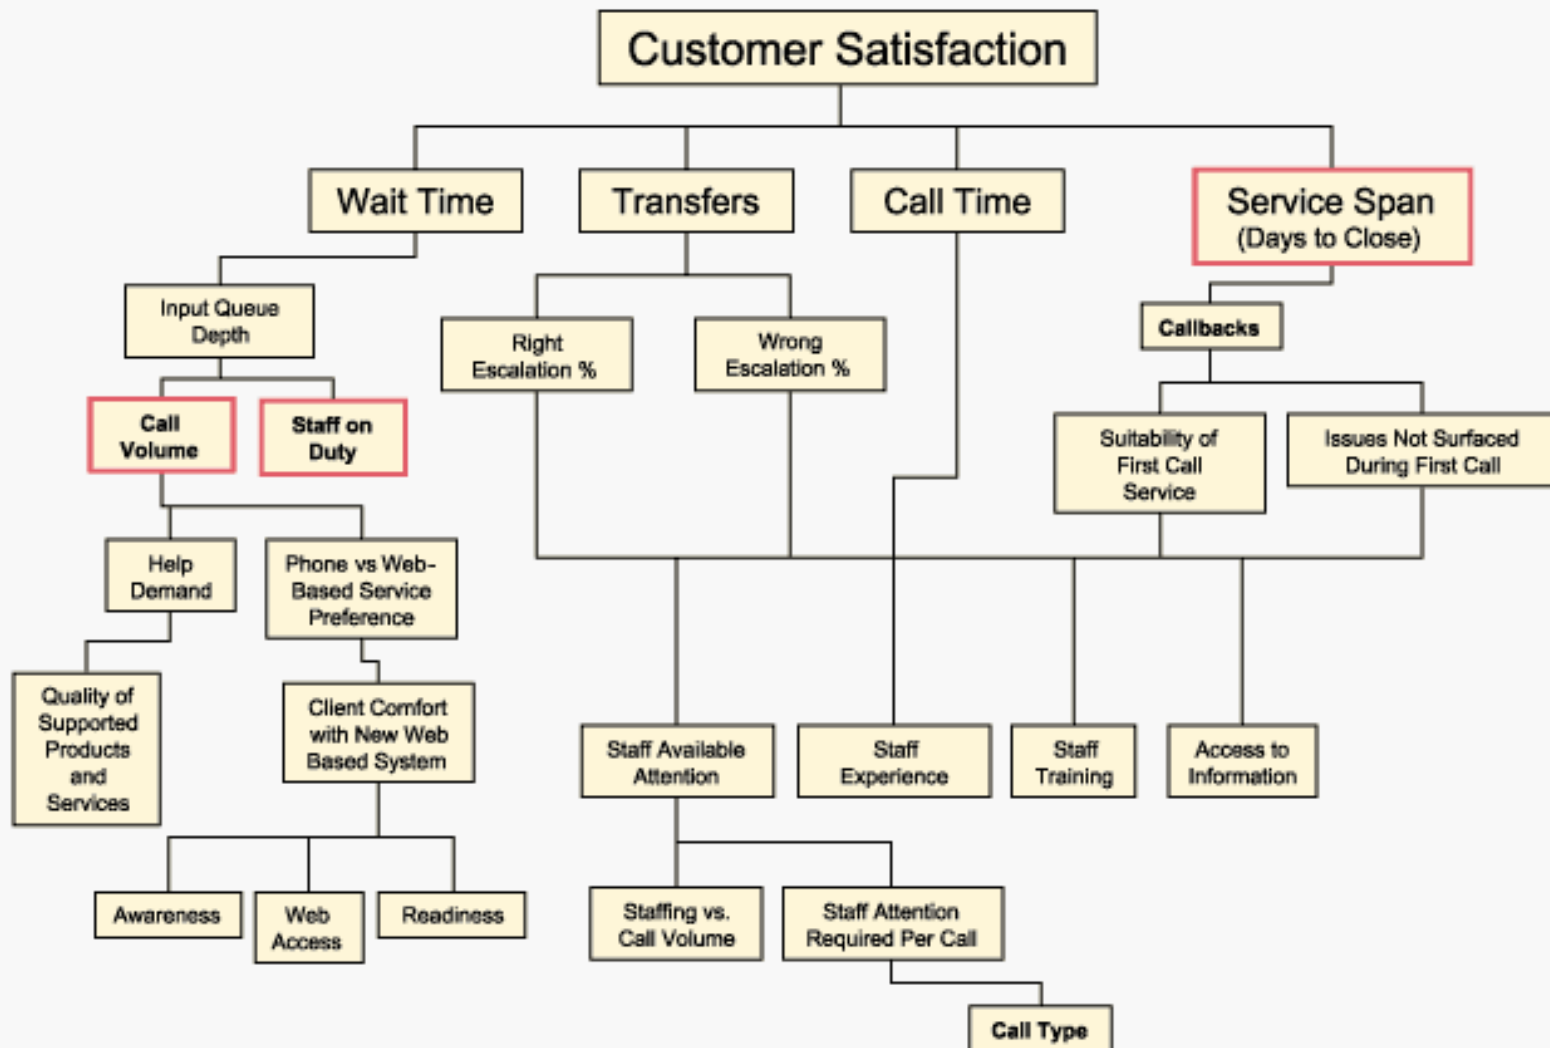 Customer Satisfaction
Wait Time
Transfers
Call Time
Service Span
(Days to Close)
Input Queue
Depth
Right
Escalation %
Wrong
Escalation %
Callbacks
Call
Volume
Staff on
Duty
Suitability of
First Call
Service
Issues Not Surfaced
During First Call
Help
Demand
Phone vs Web-
Based Service
Preference
Quality of
Supported
Products
and
Services
Client Comfort
with New Web
Based System
Staff Available
Attention
Staff
Experience
Staff
Training
Access to
Information
Awareness
Web
Access
Readiness
Staffing vs.
Call Volume
Staff Attention
Required Per Call
Call Type